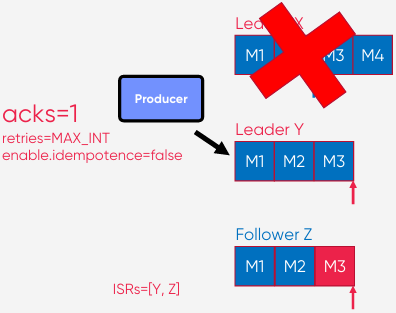 Lea X
M1 M3 M4
Producer
acks=1
retries=MAX_INT
enable.idempotence=false
Leader Y
M1 M2 M3
Follower Z
M1 M2 M3
ISRs=[Y, Z]